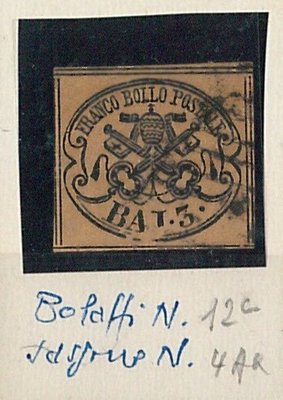 FRANCO BOLLO POSTALE
BAI. 3.
Bolaffi N. 12c
Sassone N. 4Aa